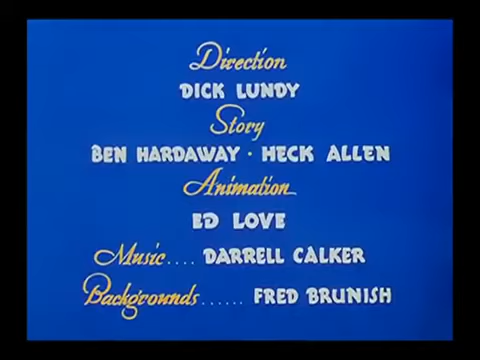 Direction
DICK LUNDY
Story
BEN HARDAWAY · HECK ALLEN
Animation
ED LOVE
Music.... DARRELL CALKER
Backgrounds...... FRED BRUNISH